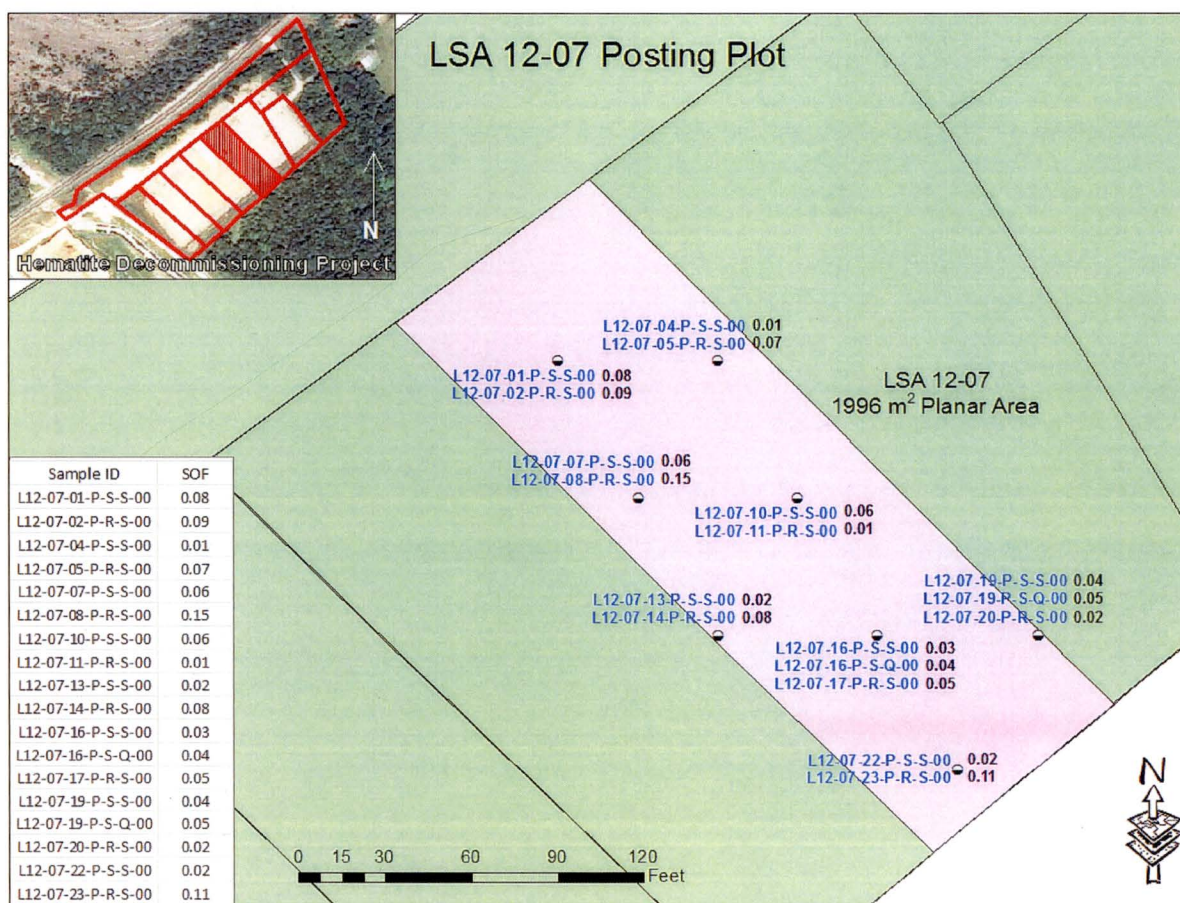 LSA 12-07 Posting Plot
N
Hematite Decommissioning Project
L12-07-04-P-S-S-00 0.01
L12-07-05-P-R-S-00 0.07
L12-07-01-P-S-S-00 0.08
L12-07-02-P-R-S-00 0.09
LSA 12-07
1996 m² Planar Area
L12-07-07-P-S-S-00 0.06
L12-07-08-P-R-S-00 0.15
L12-07-10-P-S-S-00 0.06
L12-07-11-P-R-S-00 0.01
L12-07-19-P-S-S-00 0.04
L12-07-19-P-S-Q-00 0.05
L12-07-20-P-R-S-00 0.02
L12-07-13-P-S-S-00 0.02
L12-07-14-P-R-S-00 0.08
L12-07-16-P-S-S-00 0.03
L12-07-16-P-S-Q-00 0.04
L12-07-17-P-R-S-00 0.05
L12-07-22-P-S-S-00 0.02
L12-07-23-P-R-S-00 0.11
Sample ID SOF
L12-07-01-P-S-S-00 0.08
L12-07-02-P-R-S-00 0.09
L12-07-04-P-S-S-00 0.01
L12-07-05-P-R-S-00 0.07
L12-07-07-P-S-S-00 0.06
L12-07-08-P-R-S-00 0.15
L12-07-10-P-S-S-00 0.06
L12-07-11-P-R-S-00 0.01
L12-07-13-P-S-S-00 0.02
L12-07-14-P-R-S-00 0.08
L12-07-16-P-S-S-00 0.03
L12-07-16-P-S-Q-00 0.04
L12-07-17-P-R-S-00 0.05
L12-07-19-P-S-S-00 0.04
L12-07-19-P-S-Q-00 0.05
L12-07-20-P-R-S-00 0.02
L12-07-22-P-S-S-00 0.02
L12-07-23-P-R-S-00 0.11
0 15 30 60 90 120
Feet
N